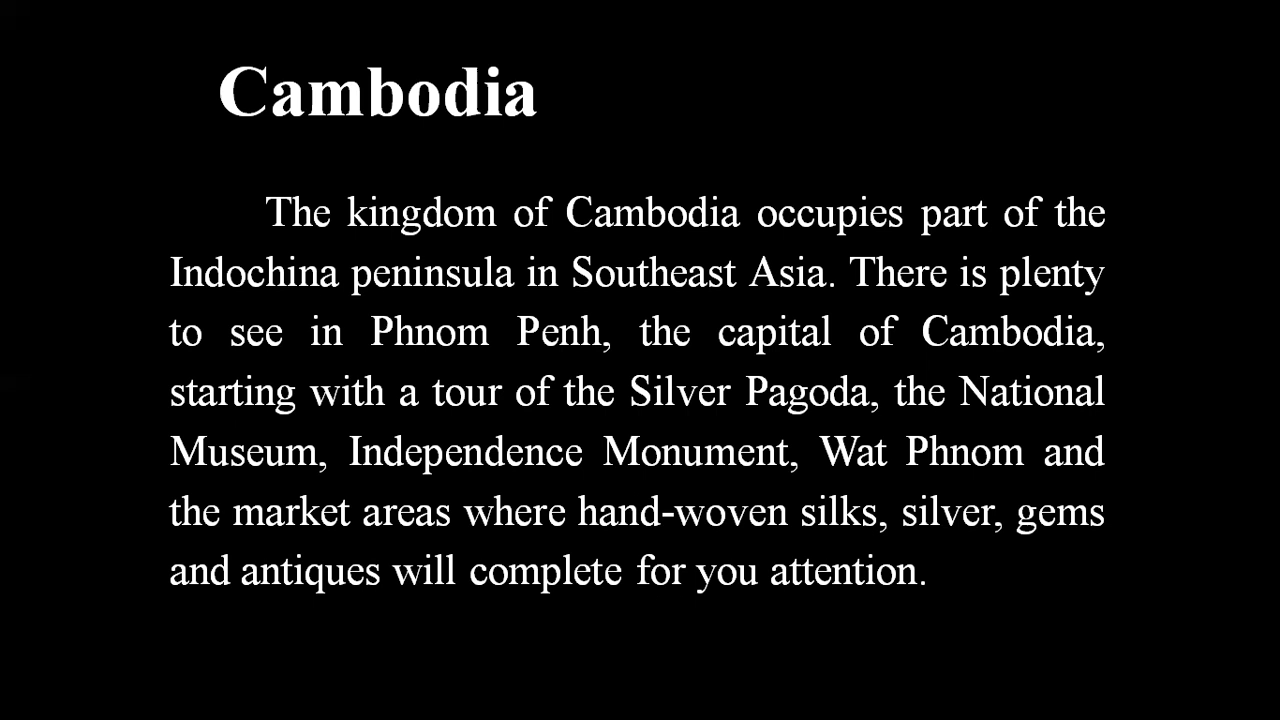 Cambodia
The kingdom of Cambodia occupies part of the
Indochina peninsula in Southeast Asia. There is plenty
to see in Phnom Penh, the capital of Cambodia,
starting with a tour of the Silver Pagoda, the National
Museum, Independence Monument, Wat Phnom and
the market areas where hand-woven silks, silver, gems
and antiques will complete for you attention.